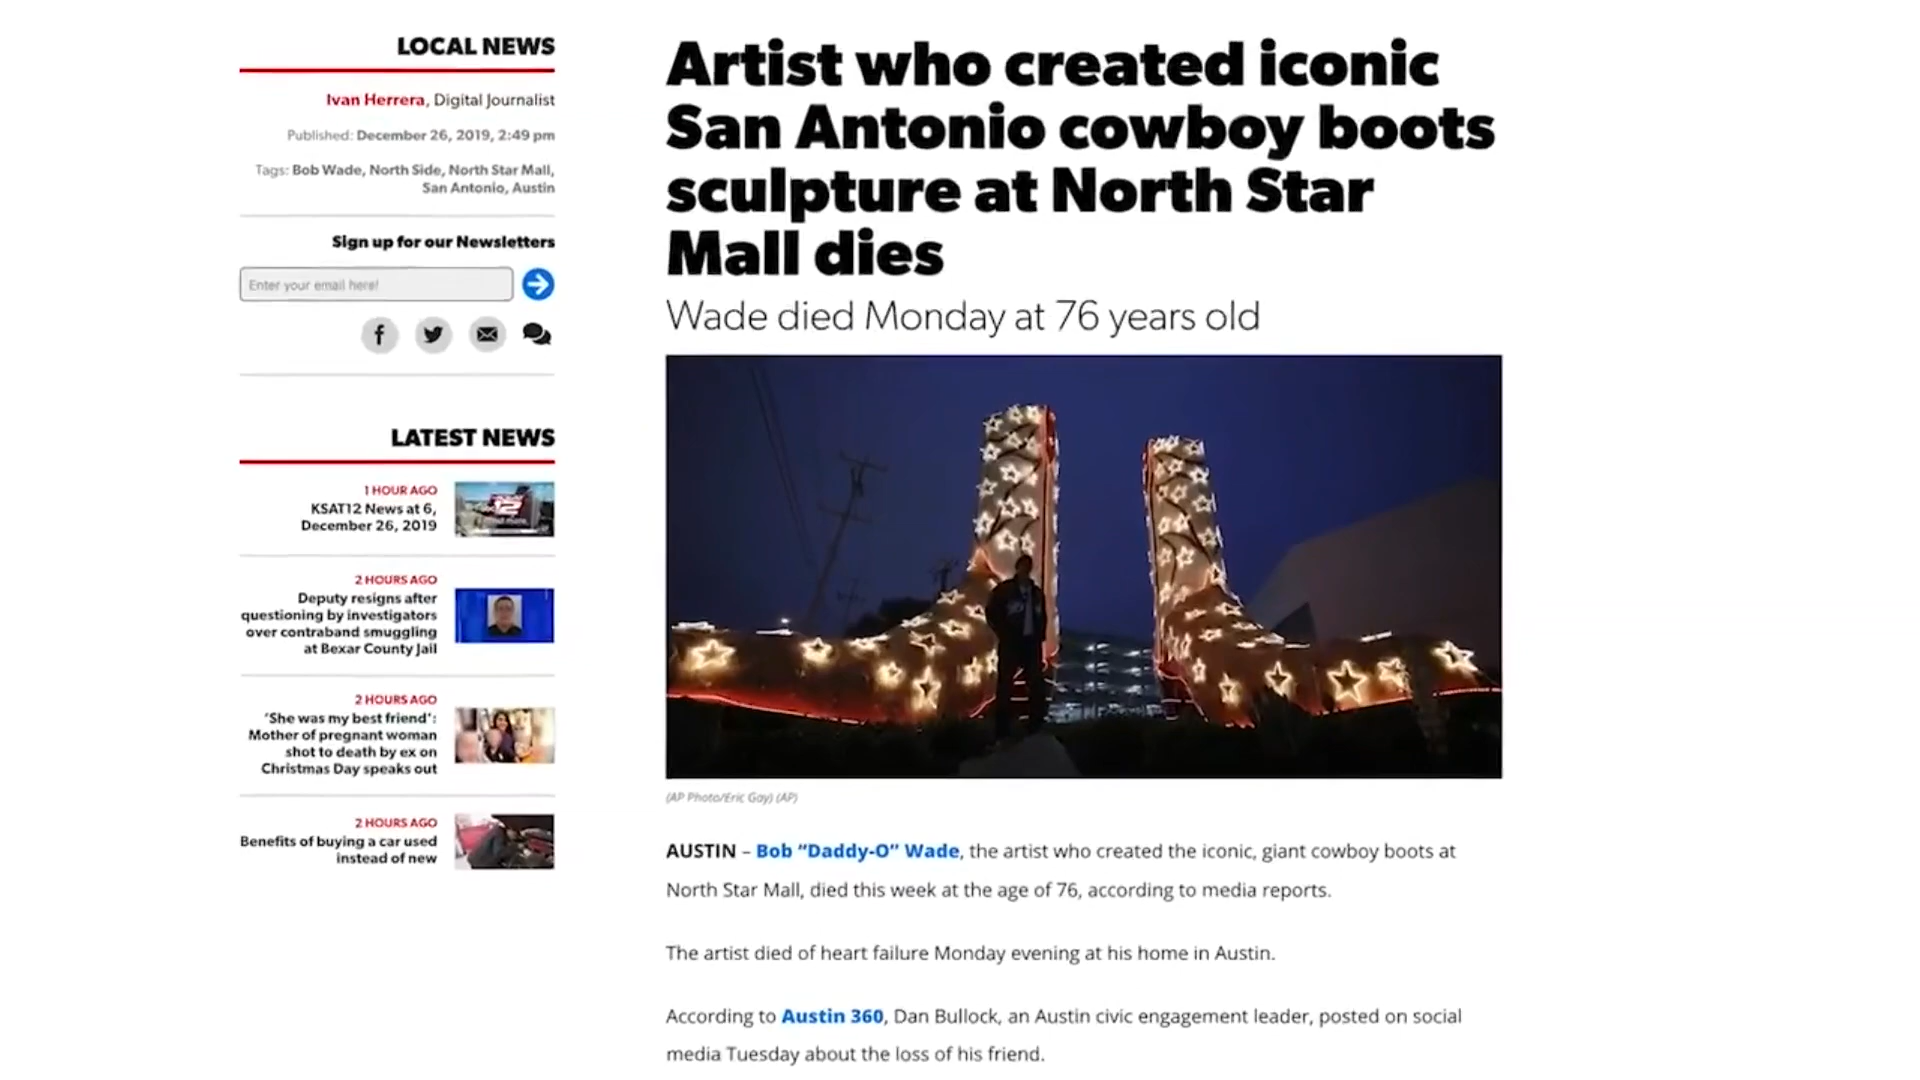 LOCAL NEWS
Ivan Herrera, Digital Journalist
Published: December 26, 2019, 2:49 pm
Tags: Bob Wade, North Side, North Star Mall,
San Antonio, Austin
Sign up for our Newsletters
Enter your email here!
LATEST NEWS
1 HOUR AGO
KSAT12 News at 6,
December 26, 2019
12
2 HOURS AGO
Deputy resigns after
questioning by investigators
over contraband smuggling
at Bexar County Jail
2 HOURS AGO
'She was my best friend':
Mother of pregnant woman
shot to death by ex on
Christmas Day speaks out
2 HOURS AGO
Benefits of buying a car used
instead of new
Artist who created iconic
San Antonio cowboy boots
sculpture at North Star
Mall dies
Wade died Monday at 76 years old
(AP Photo/Eric Gay) (AP)
AUSTIN – Bob “Daddy-O” Wade, the artist who created the iconic, giant cowboy boots at
North Star Mall, died this week at the age of 76, according to media reports.
The artist died of heart failure Monday evening at his home in Austin.
According to Austin 360, Dan Bullock, an Austin civic engagement leader, posted on social
media Tuesday about the loss of his friend.